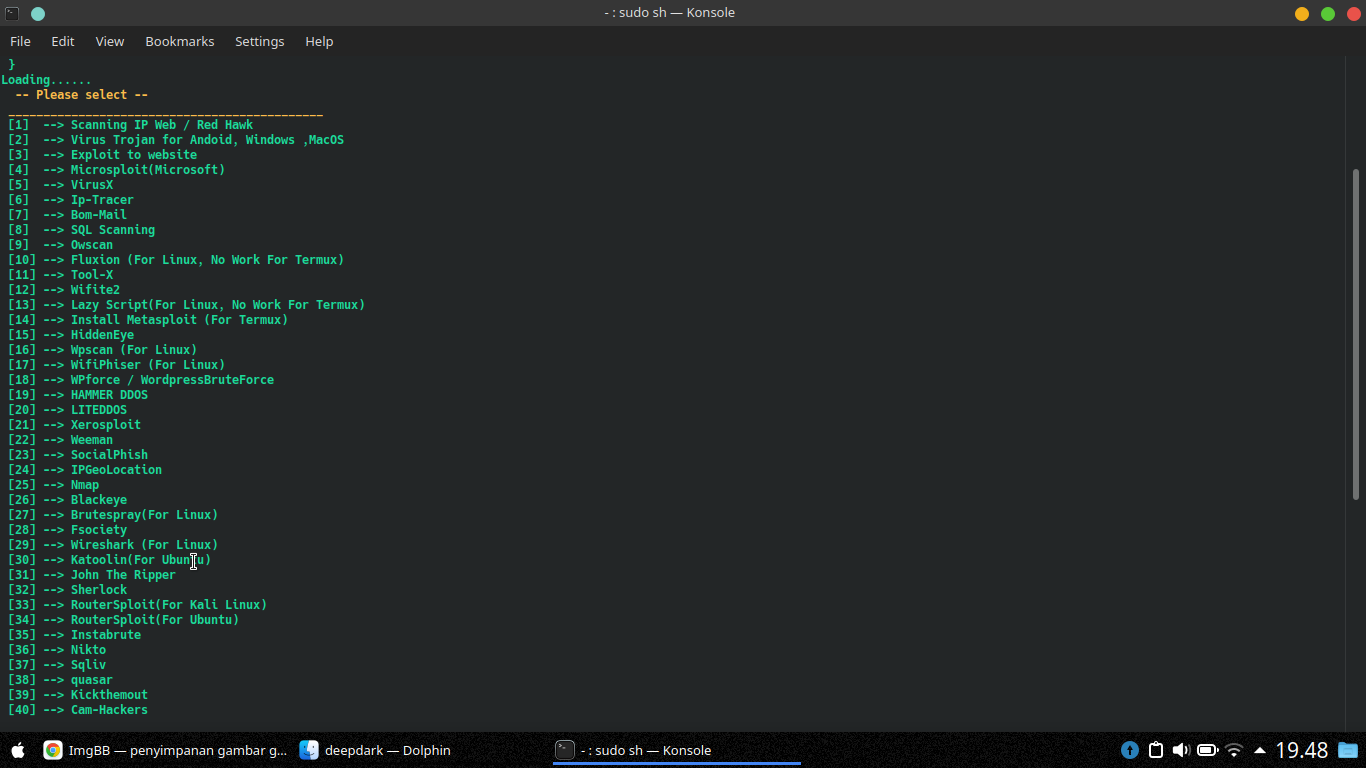 - : sudo sh — Konsole
File Edit View Bookmarks Settings Help
}
Loading......
-- Please select --
_____________________________________________
[1] --> Scanning IP Web / Red Hawk
[2] --> Virus Trojan for Andoid, Windows ,MacOS
[3] --> Exploit to website
[4] --> Microsploit(Microsoft)
[5] --> VirusX
[6] --> Ip-Tracer
[7] --> Bom-Mail
[8] --> SQL Scanning
[9] --> Owscan
[10] --> Fluxion (For Linux, No Work For Termux)
[11] --> Tool-X
[12] --> Wifite2
[13] --> Lazy Script(For Linux, No Work For Termux)
[14] --> Install Metasploit (For Termux)
[15] --> HiddenEye
[16] --> Wpscan (For Linux)
[17] --> WifiPhiser (For Linux)
[18] --> WPforce / WordpressBruteForce
[19] --> HAMMER DDOS
[20] --> LITEDDOS
[21] --> Xerosploit
[22] --> Weeman
[23] --> SocialPhish
[24] --> IPGeoLocation
[25] --> Nmap
[26] --> Blackeye
[27] --> Brutespray(For Linux)
[28] --> Fsociety
[29] --> Wireshark (For Linux)
[30] --> Katoolin(For Ubuntu)
[31] --> John The Ripper
[32] --> Sherlock
[33] --> RouterSploit(For Kali Linux)
[34] --> RouterSploit(For Ubuntu)
[35] --> Instabrute
[36] --> Nikto
[37] --> Sqliv
[38] --> quasar
[39] --> Kickthemout
[40] --> Cam-Hackers
ImgBB — penyimpanan gambar g... deepdark — Dolphin - : sudo sh — Konsole 19.48